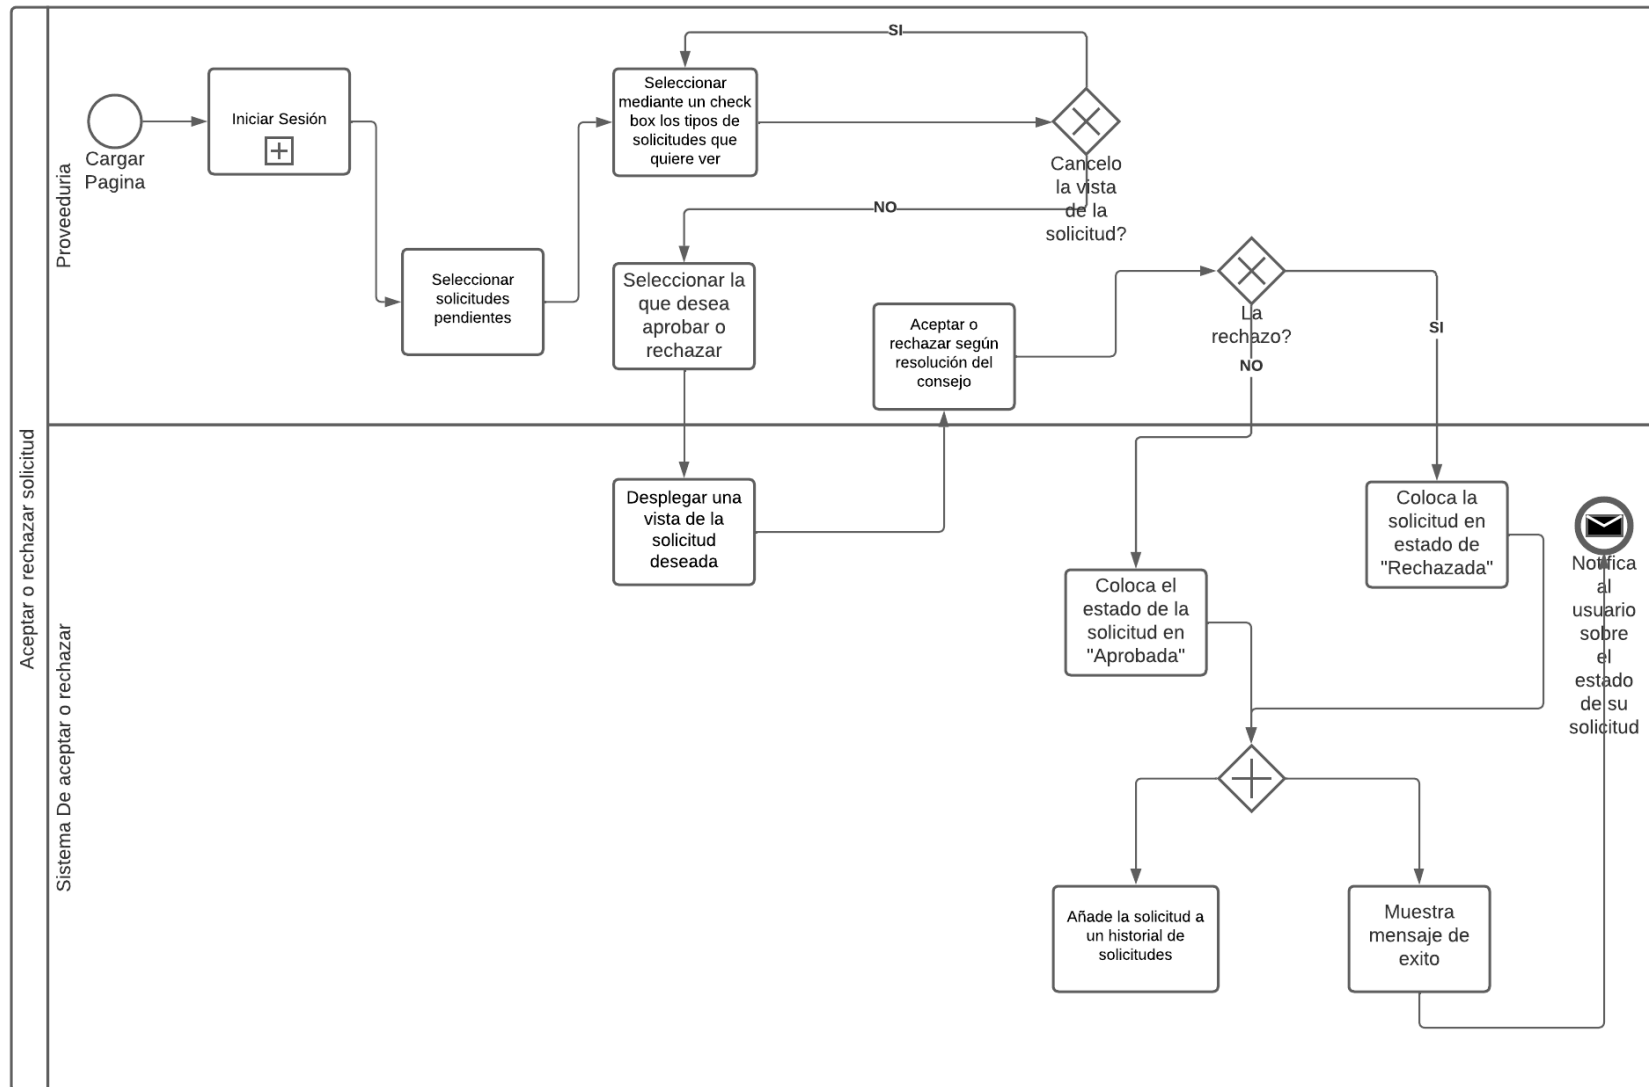 Aceptar o rechazar solicitud
Proveeduria
Cargar
Pagina
Iniciar Sesión
Seleccionar
solicitudes
pendientes
Seleccionar
mediante un check
box los tipos de
solicitudes que
quiere ver
SI
Cancelo
la vista
de la
solicitud?
NO
Seleccionar la
que desea
aprobar o
rechazar
Aceptar o
rechazar según
resolución del
consejo
La
rechazo?
NO
SI
Sistema De aceptar o rechazar
Desplegar una
vista de la
solicitud
deseada
Coloca el
estado de la
solicitud en
"Aprobada"
Coloca la
solicitud en
estado de
"Rechazada"
Notifica
al
usuario
sobre
el
estado
de su
solicitud
Añade la solicitud a
un historial de
solicitudes
Muestra
mensaje de
exito